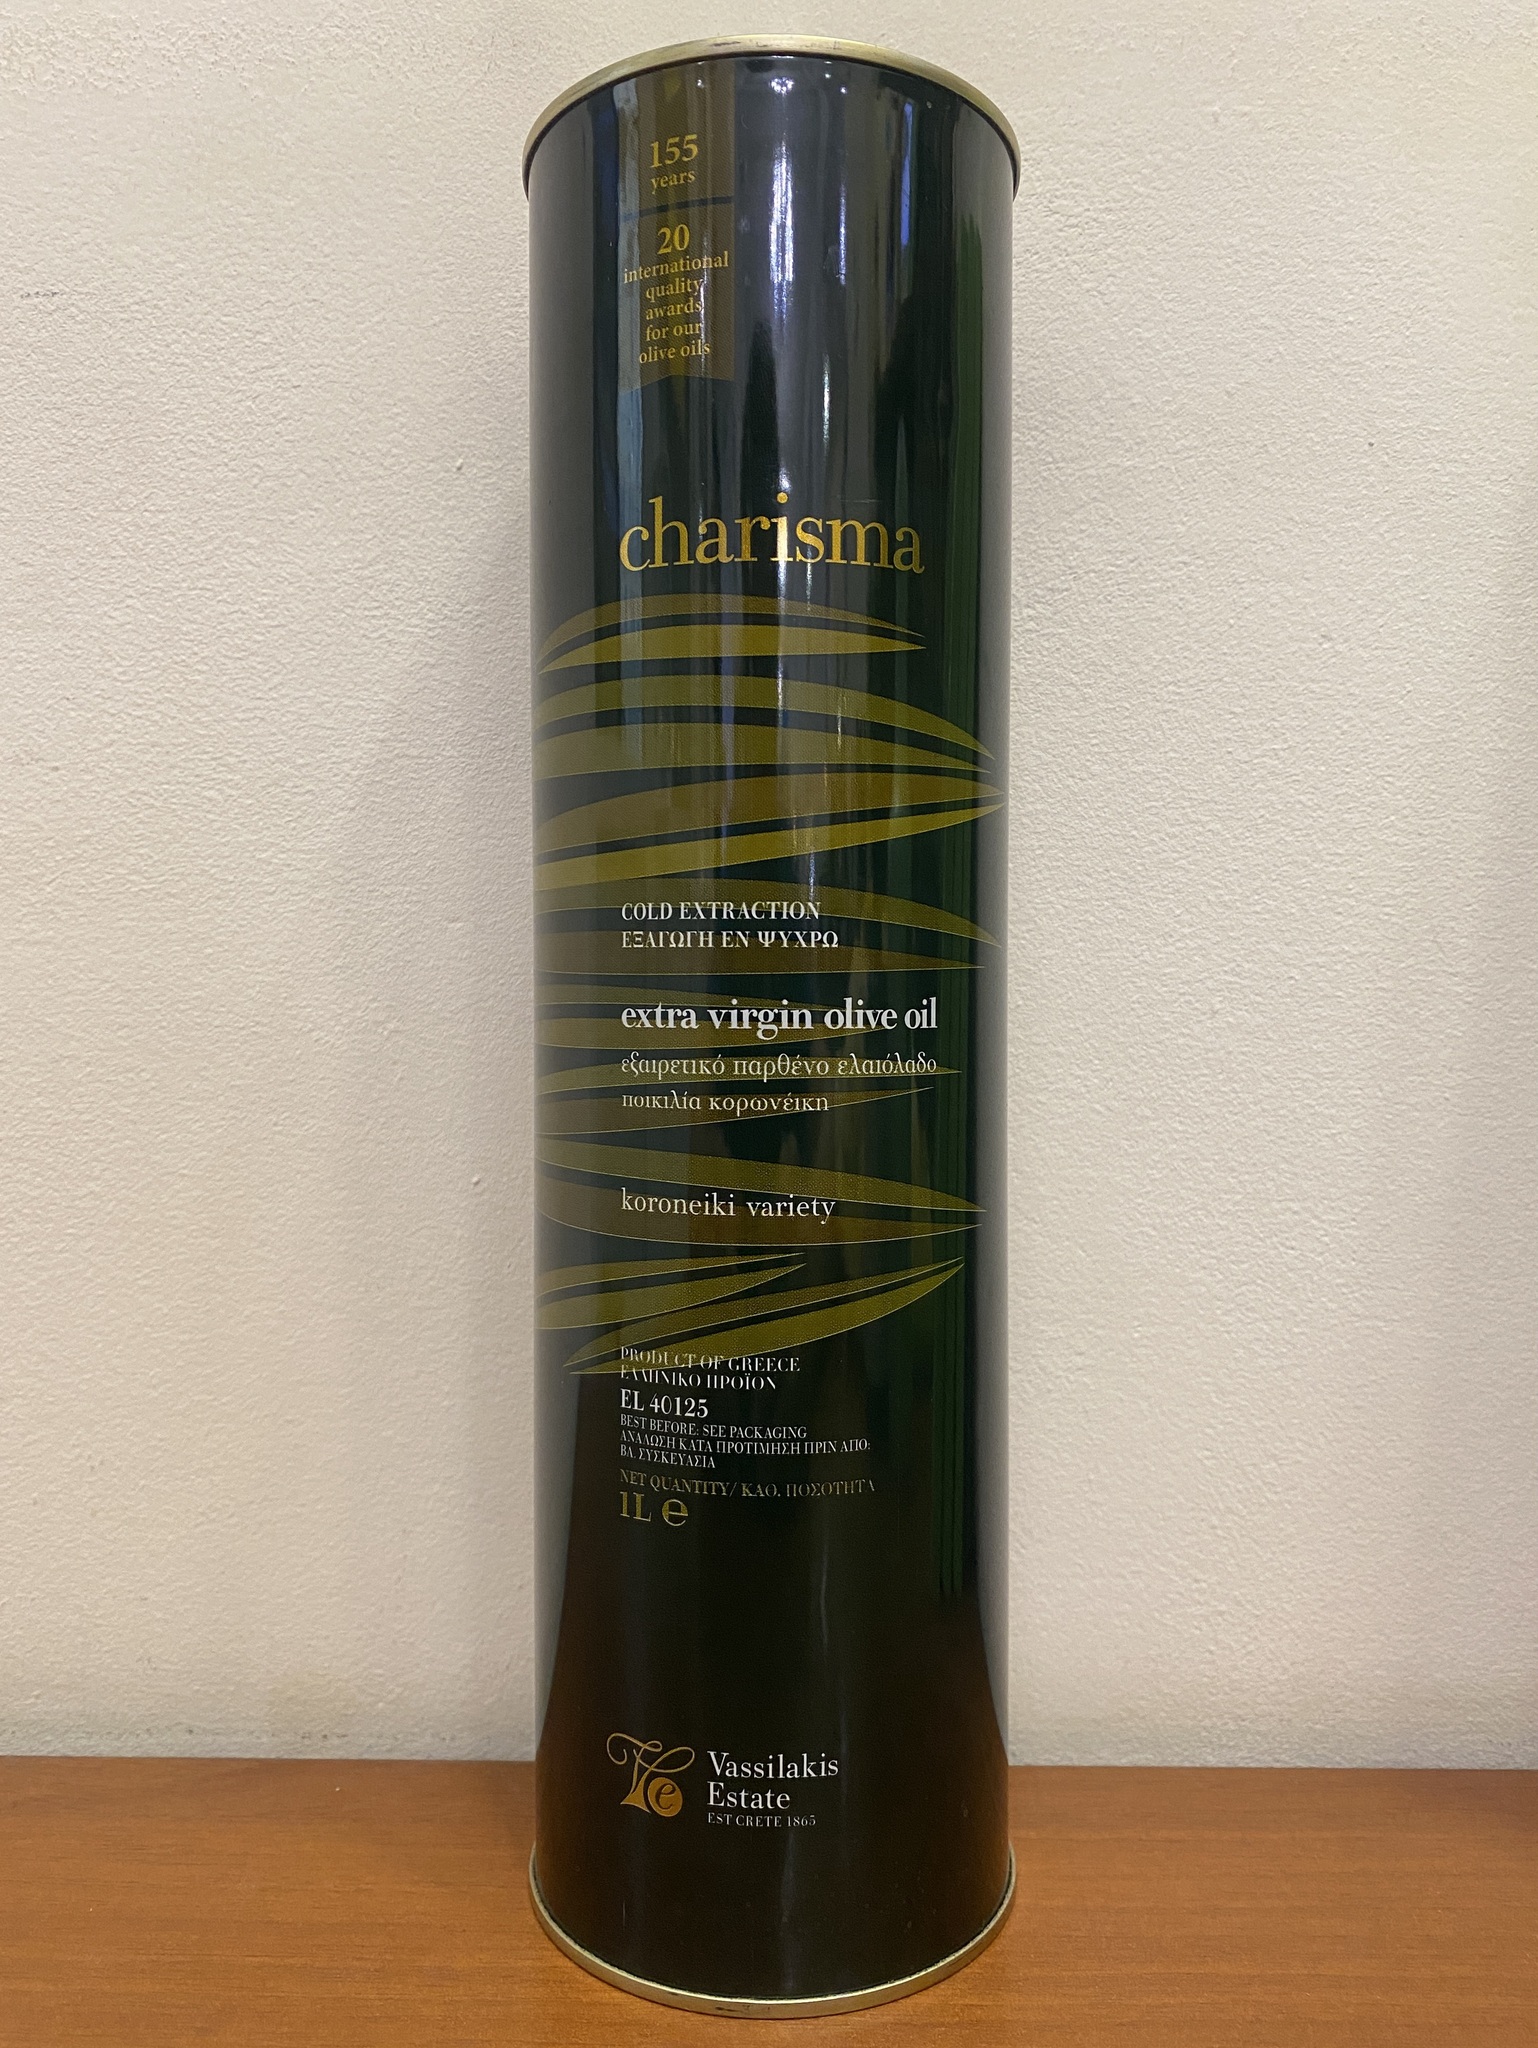 155
years
20
international
quality
awards
for our
olive oils
charisma
COLD EXTRACTION
ΕΞΑΓΩΓΗ ΕΝ ΨΥΧΡΩ
extra virgin olive oil
εξαιρετικό παρθένο ελαιόλαδο
ποικιλία κορωνέικη
koroneiki variety
PRODUCT OF GREECE
ΕΛΛΗΝΙΚΟ ΠΡΟΪΟΝ
EL 40125
BEST BEFORE: SEE PACKAGING
ΑΝΑΛΩΣΗ ΚΑΤΑ ΠΡΟΤΙΜΗΣΗ ΠΡΙΝ ΑΠΟ:
ΒΛ. ΣΥΣΚΕΥΑΣΙΑ
NET QUANTITY/ ΚΑΘ. ΠΟΣΟΤΗΤΑ
1L e
Vassilakis
Estate
EST CRETE 1865